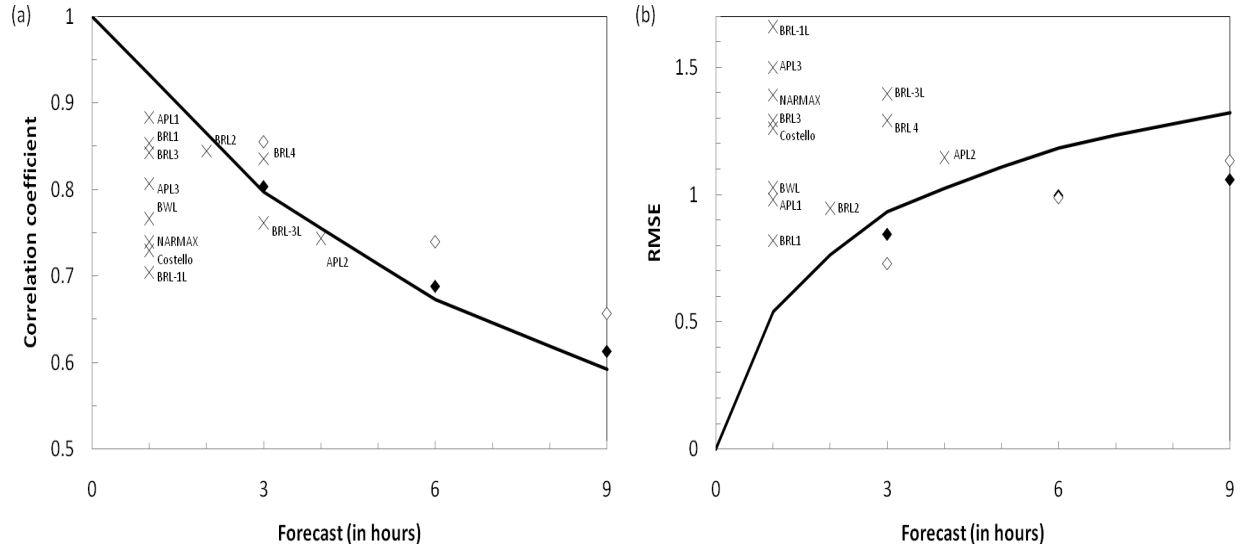 (a)
1
0.9
0.8
0.7
0.6
0.5
Correlation coefficient
APL1
BRL1
BRL2
BRL3
BRL4
APL3
BWL
BRL-3L
NARMAX
Costello
APL2
BRL-1L
0
3
6
9
Forecast (in hours)
(b)
1.5
1
0.5
0
RMSE
BRL-1L
APL3
NARMAX
BRL-3L
BRL3
BRL 4
Costello
APL2
BWL
APL1
BRL2
BRL1
0
3
6
9
Forecast (in hours)